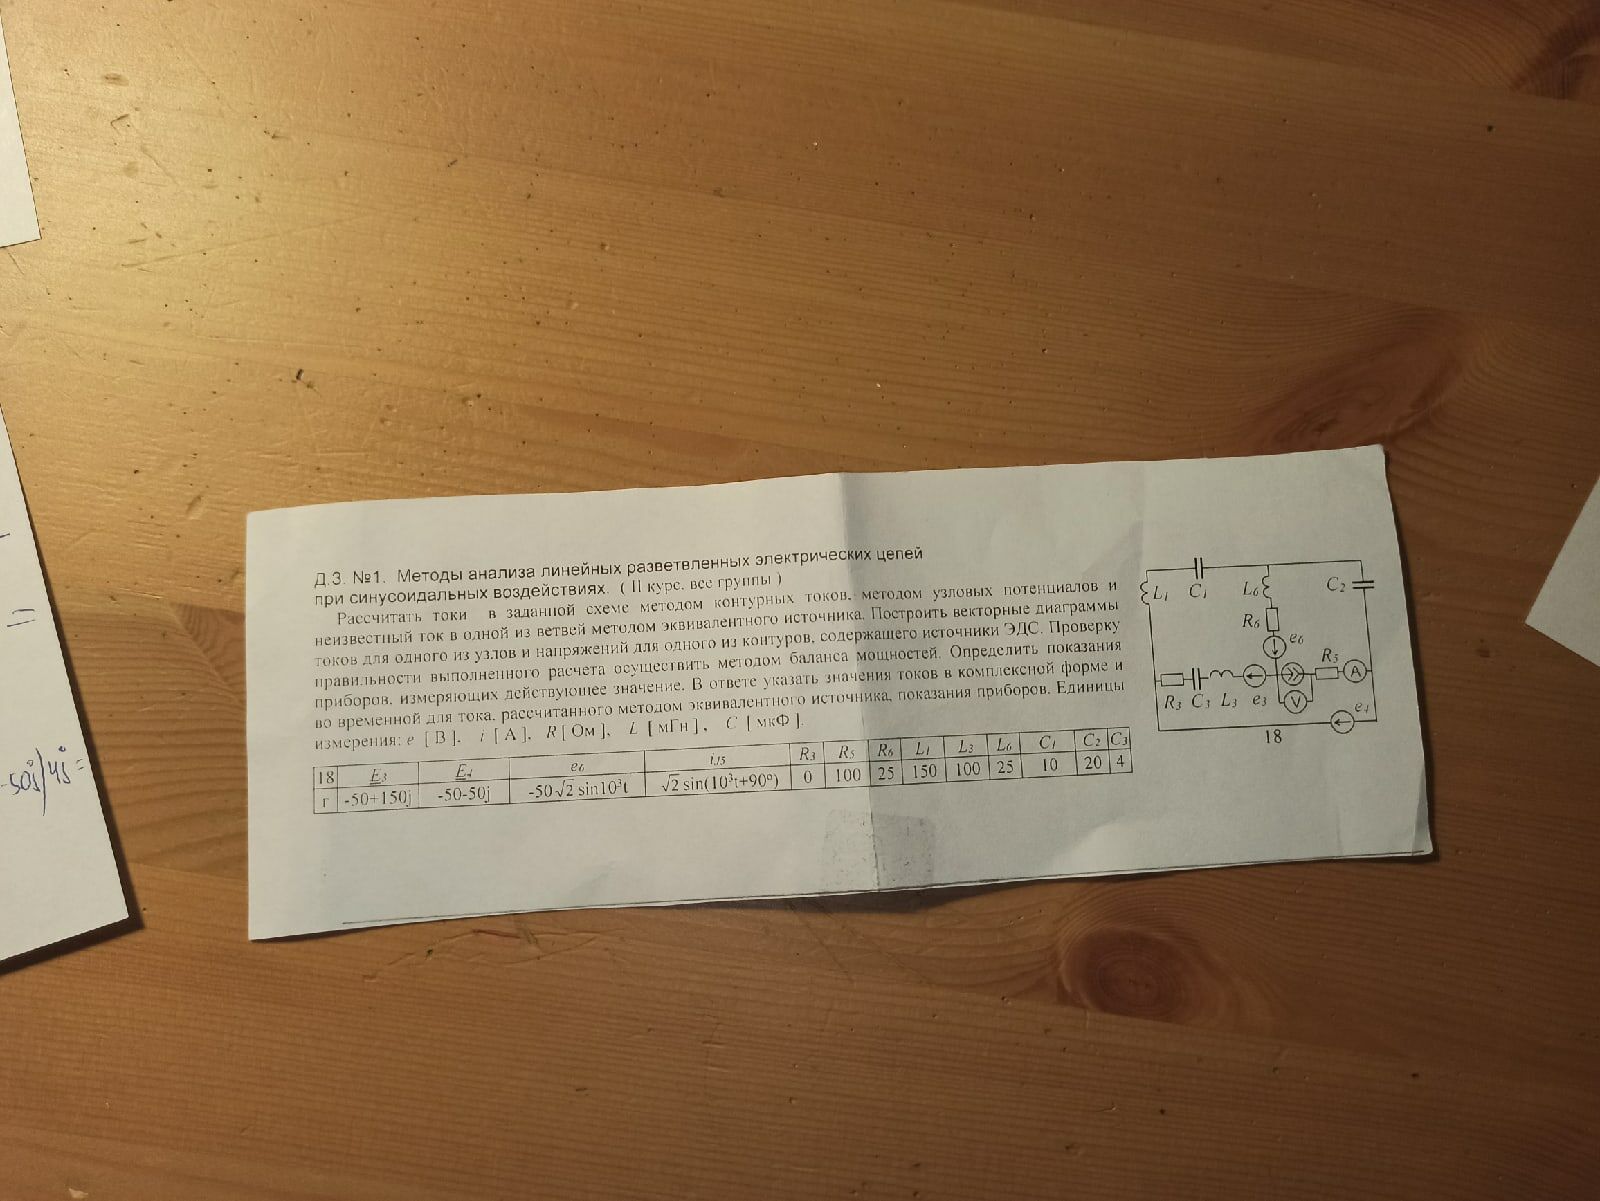 Д.З. №1. Методы анализа линейных разветвленных электрических цепей
при синусоидальных воздействиях. ( II курс, все группы )
Рассчитать токи в заданной схеме методом контурных токов, методом узловых потенциалов и
неизвестный ток в одной из ветвей методом эквивалентного источника. Построить векторные диаграммы
токов для одного из узлов и напряжений для одного из контуров, содержащего источники ЭДС. Проверку
правильности выполненного расчета осуществить методом баланса мощностей. Определить показания
приборов, измеряющих действующее значение. В ответе указать значения токов в комплексной форме и
во временной для тока, рассчитанного методом эквивалентного источника, показания приборов. Единицы
измерения: e [ В ], i [ А ], R [ Ом ], L [ мГн ], C [ мкФ ].
18 E3 E4 e6 iJ5 R3 R5 R6 L1 L3 L6 C1 C2 C3
г -50+150j -50-50j -50√2 sin10³t √2 sin(10³t+90°) 0 100 25 150 100 25 10 20 4
L1 C1 L6 C2
R6 e6
R5
A
R3 C3 L3 e3 V e4
18
-50j) 45° =